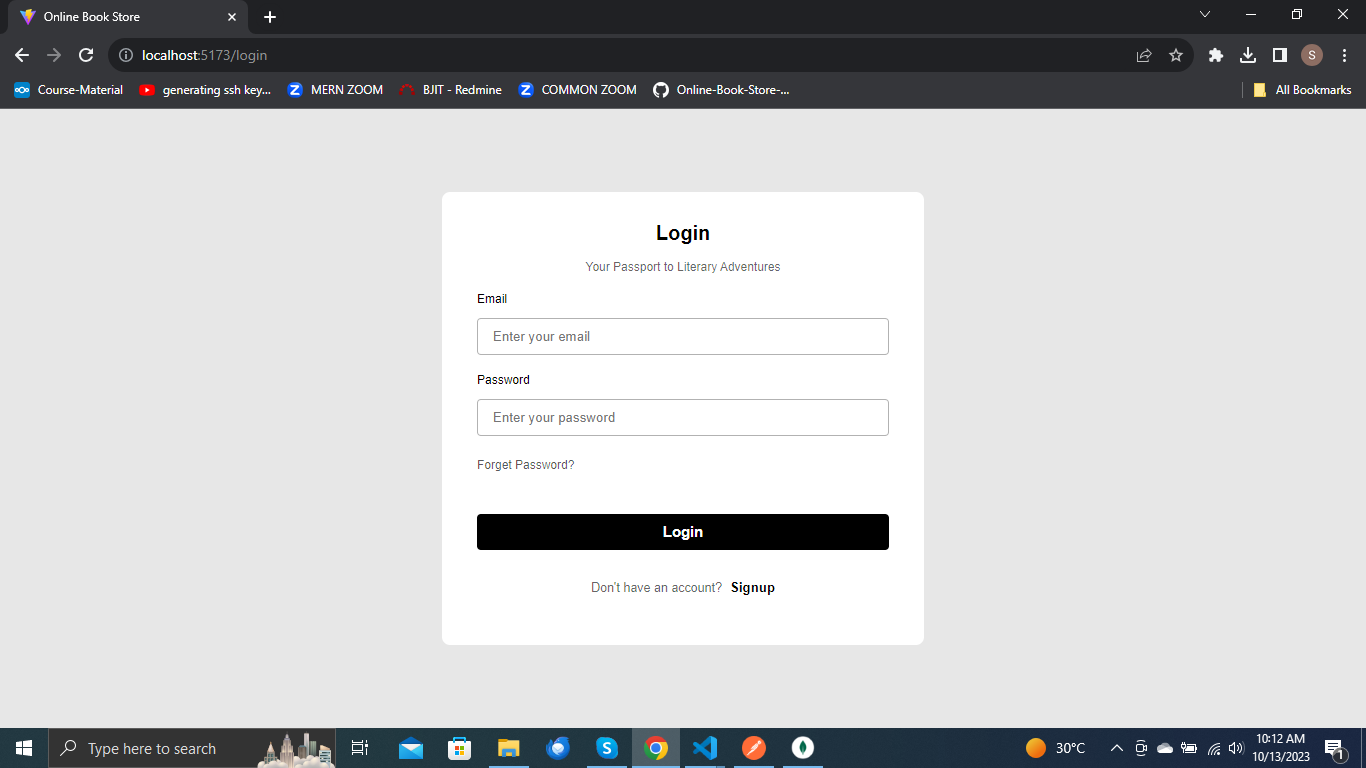 Online Book Store
localhost:5173/login
S
Course-Material
generating ssh key...
MERN ZOOM
BJIT - Redmine
COMMON ZOOM
Online-Book-Store-...
All Bookmarks
Login
Your Passport to Literary Adventures
Email
Enter your email
Password
Enter your password
Forget Password?
Login
Don't have an account? Signup
Type here to search
30°C
10:12 AM
10/13/2023
1